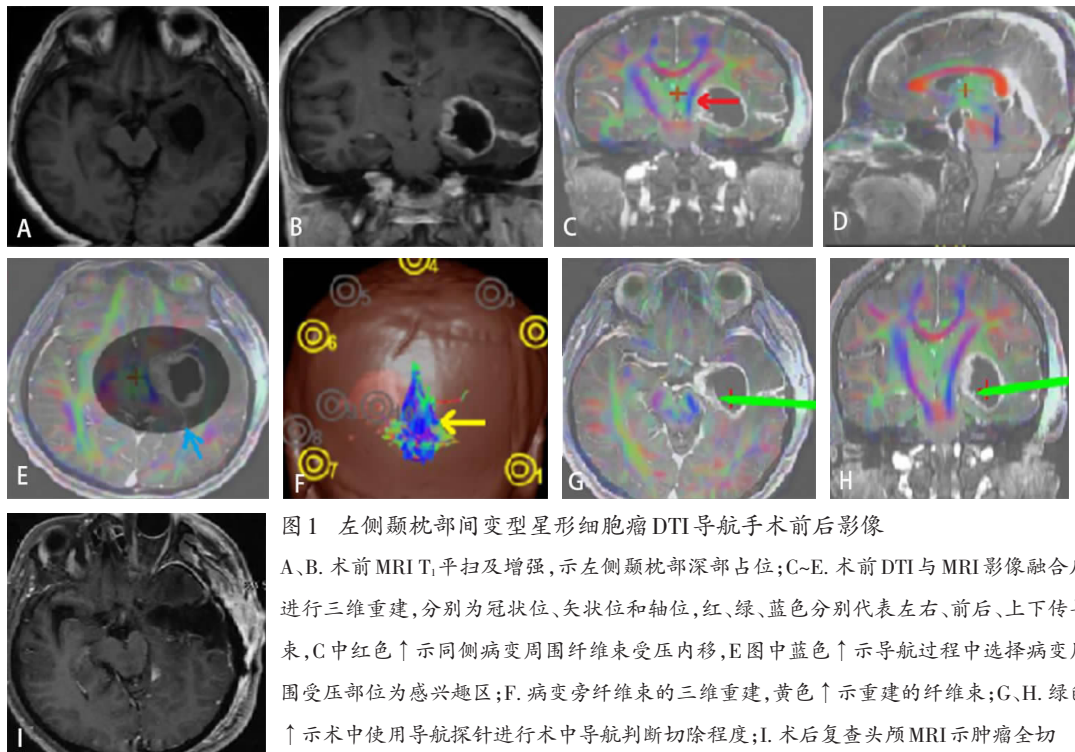 A
B
C
D
E
F
G
H
I
5
4
3
6
8
7
1
图1 左侧颞枕部间变型星形细胞瘤DTI导航手术前后影像
A、B. 术前MRI T₁平扫及增强,示左侧颞枕部深部占位;C~E. 术前DTI与MRI影像融合后
进行三维重建,分别为冠状位、矢状位和轴位,红、绿、蓝色分别代表左右、前后、上下传导
束,C中红色↑示同侧病变周围纤维束受压内移,E图中蓝色↑示导航过程中选择病变周
围受压部位为感兴趣区;F. 病变旁纤维束的三维重建,黄色↑示重建的纤维束;G、H. 绿色
↑示术中使用导航探针进行术中导航判断切除程度;I. 术后复查头颅MRI示肿瘤全切